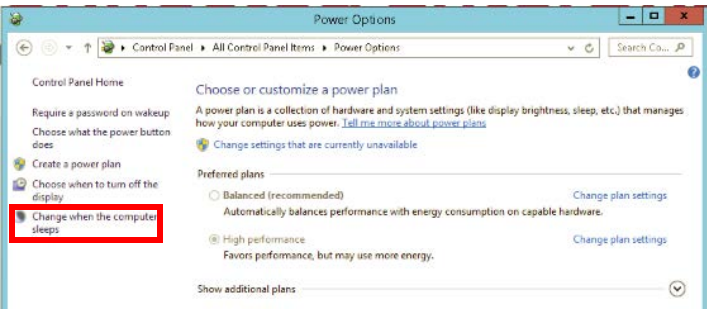 Power Options
Control Panel ▸ All Control Panel Items ▸ Power Options
Search Co...
Control Panel Home
Require a password on wakeup
Choose what the power button
does
Create a power plan
Choose when to turn off the
display
Change when the computer
sleeps
Choose or customize a power plan
A power plan is a collection of hardware and system settings (like display brightness, sleep, etc.) that manages
how your computer uses power. Tell me more about power plans
Change settings that are currently unavailable
Preferred plans
Balanced (recommended) Change plan settings
Automatically balances performance with energy consumption on capable hardware.
High performance Change plan settings
Favors performance, but may use more energy.
Show additional plans